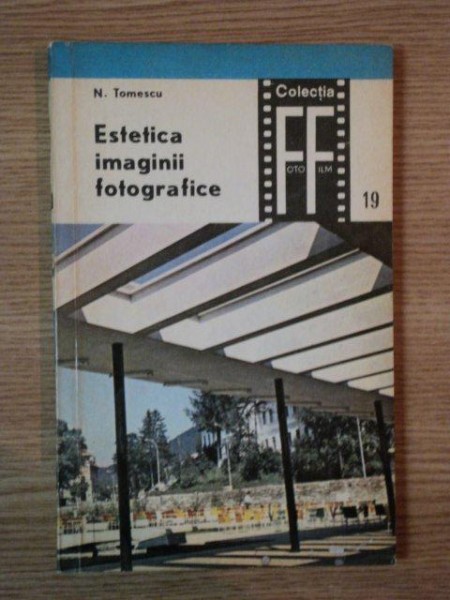 N. Tomescu
Estetica
imaginii
fotografice
Colecția
FF
OTO ILM
19